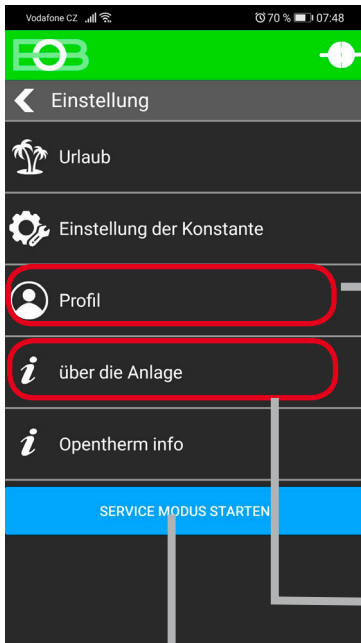 Vodafone CZ 70 % 07:48
EOB
Einstellung
Urlaub
Einstellung der Konstante
Profil
über die Anlage
Opentherm info
SERVICE MODUS STARTEN